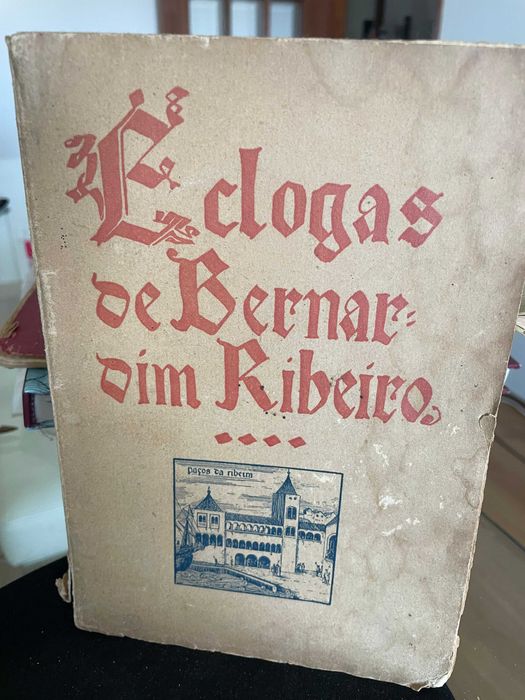 Eclogas
de Bernar=
dim Ribeiro
paços da ribeira